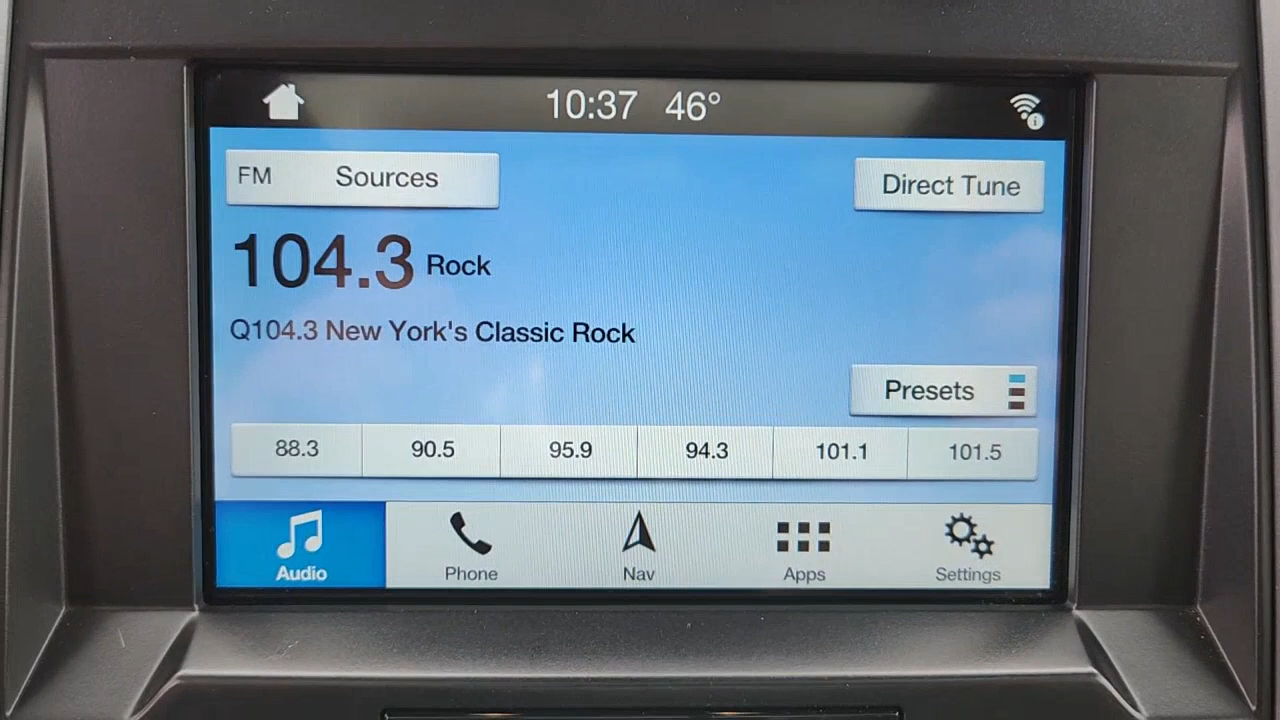 10:37 46°
FM Sources
Direct Tune
104.3 Rock
Q104.3 New York's Classic Rock
Presets
88.3 90.5 95.9 94.3 101.1 101.5
Audio Phone Nav Apps Settings